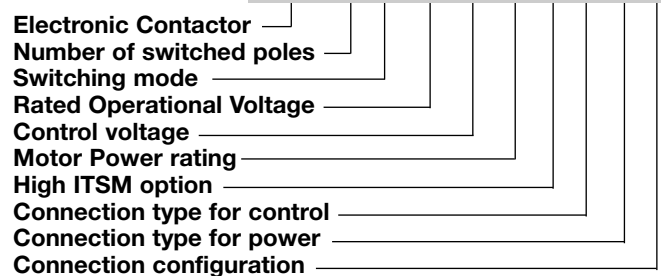 Electronic Contactor
Number of switched poles
Switching mode
Rated Operational Voltage
Control voltage
Motor Power rating
High ITSM option
Connection type for control
Connection type for power
Connection configuration